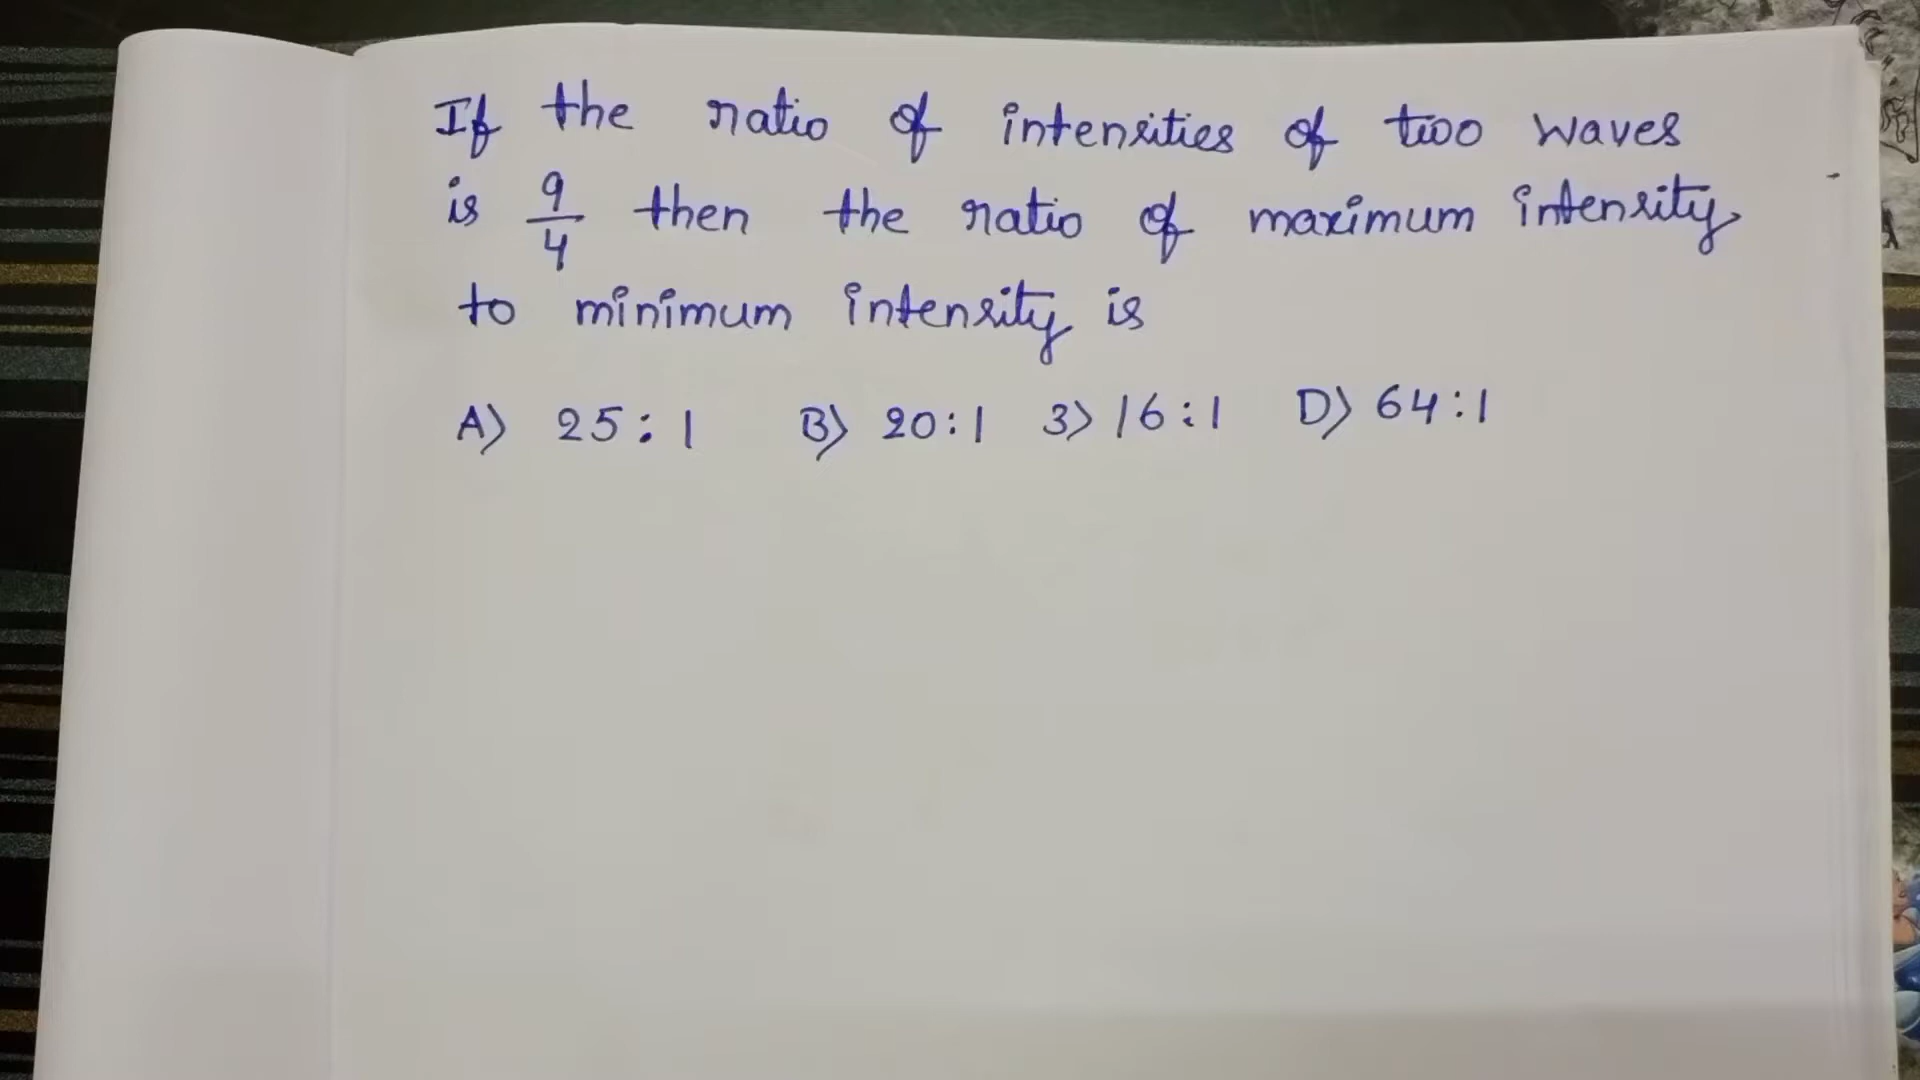 If the ratio of intensities of two waves
is 9/4 then the ratio of maximum intensity
to minimum intensity is
A) 25:1 B) 20:1 3) 16:1 D) 64:1